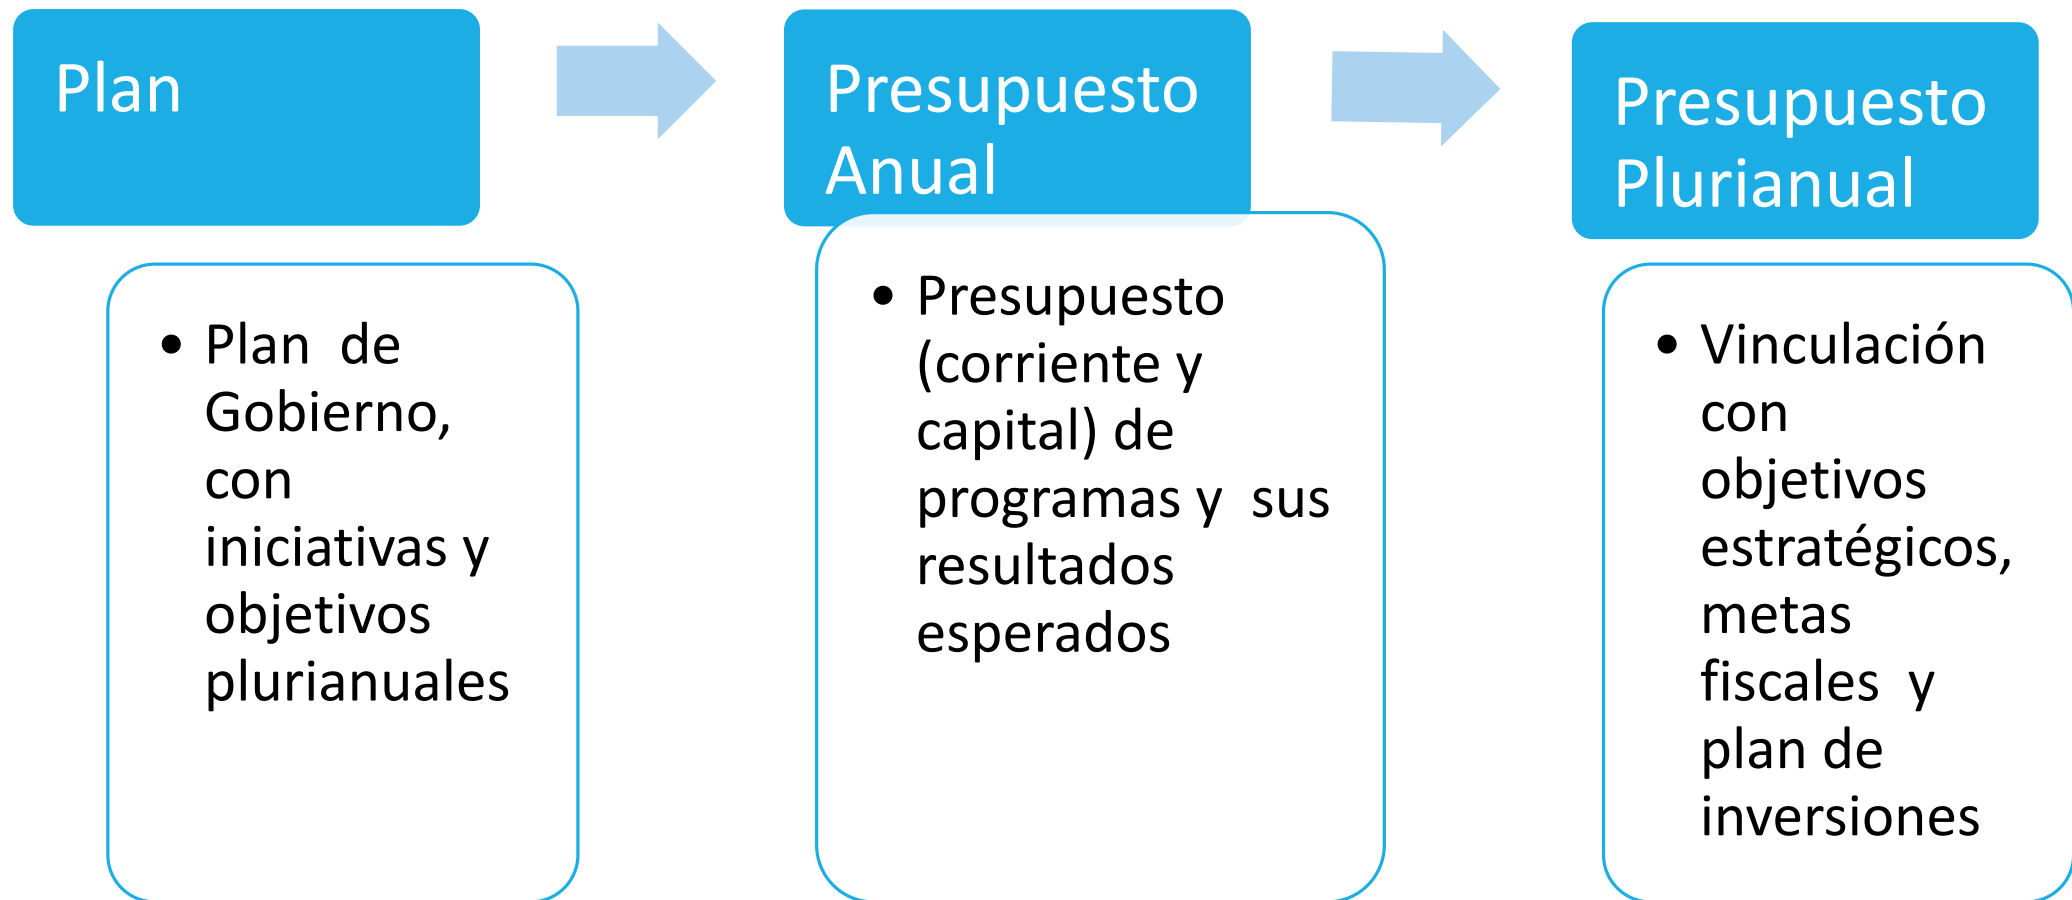 Plan
• Plan de
Gobierno,
con
iniciativas y
objetivos
plurianuales
Presupuesto
Anual
• Presupuesto
(corriente y
capital) de
programas y sus
resultados
esperados
Presupuesto
Plurianual
• Vinculación
con
objetivos
estratégicos,
metas
fiscales y
plan de
inversiones